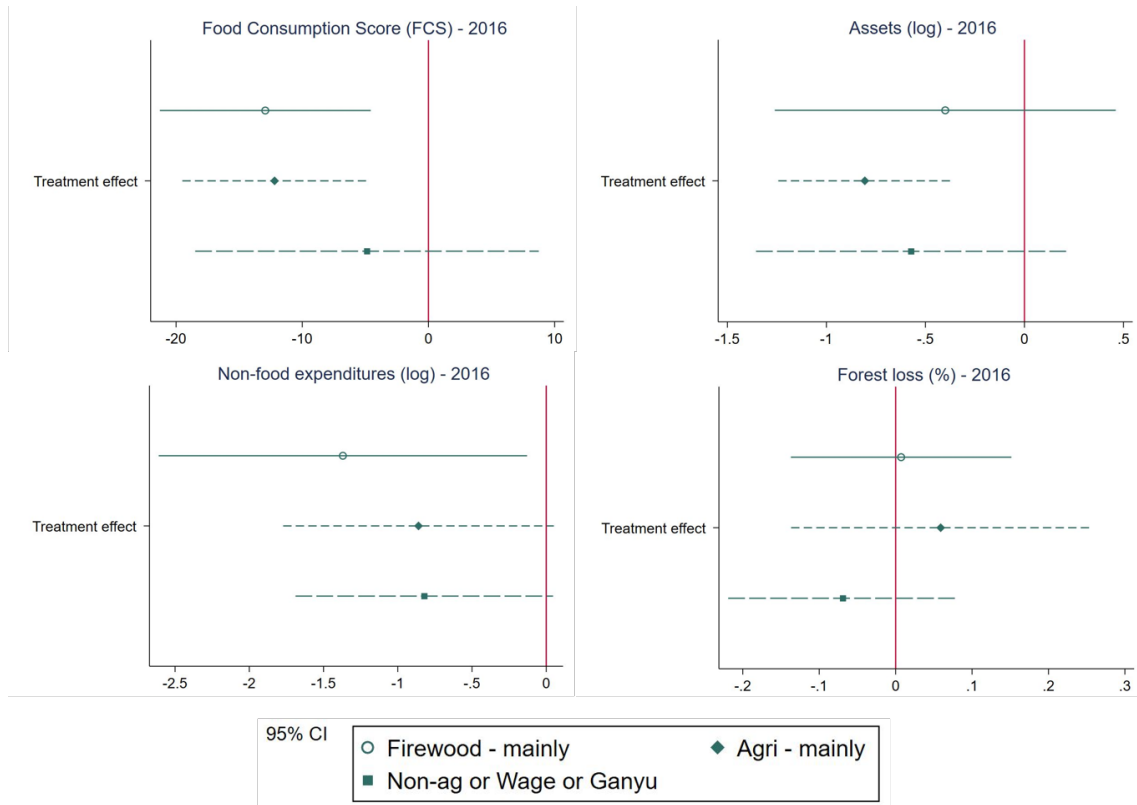 Food Consumption Score (FCS) - 2016
Treatment effect
-20 -10 0 10
Assets (log) - 2016
Treatment effect
-1.5 -1 -.5 0 .5
Non-food expenditures (log) - 2016
Treatment effect
-2.5 -2 -1.5 -1 -.5 0
Forest loss (%) - 2016
Treatment effect
-.2 -.1 0 .1 .2 .3
95% CI
Firewood - mainly Agri - mainly
Non-ag or Wage or Ganyu